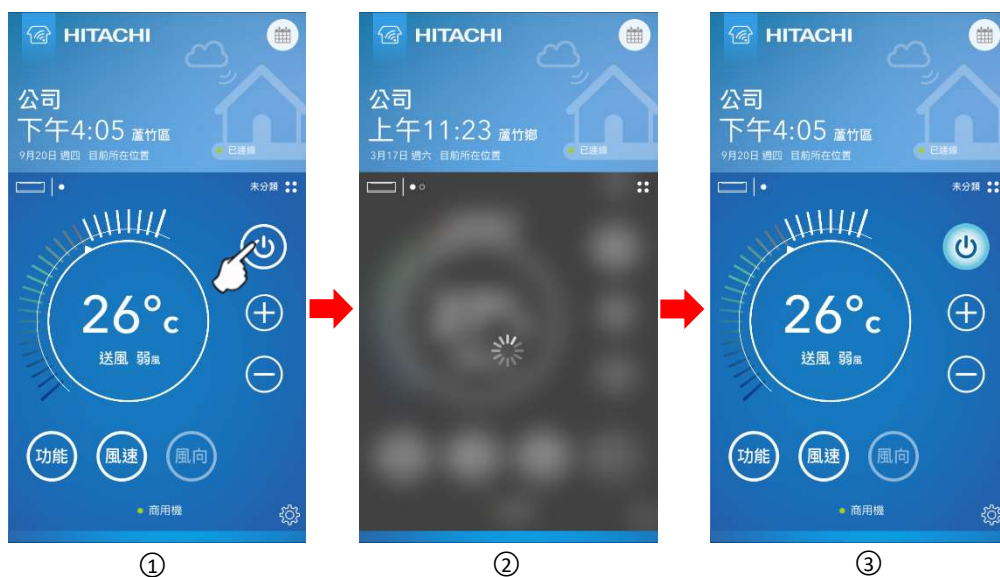 HITACHI
公司
下午4:05 蘆竹區
9月20日 週四 目前所在位置
已連線
未分類
26°c
送風 弱風
功能 風速 風向
商用機
①
HITACHI
公司
上午11:23 蘆竹鄉
3月17日 週六 目前所在位置
已連線
②
HITACHI
公司
下午4:05 蘆竹區
9月20日 週四 目前所在位置
已連線
未分類
26°c
送風 弱風
功能 風速 風向
商用機
③